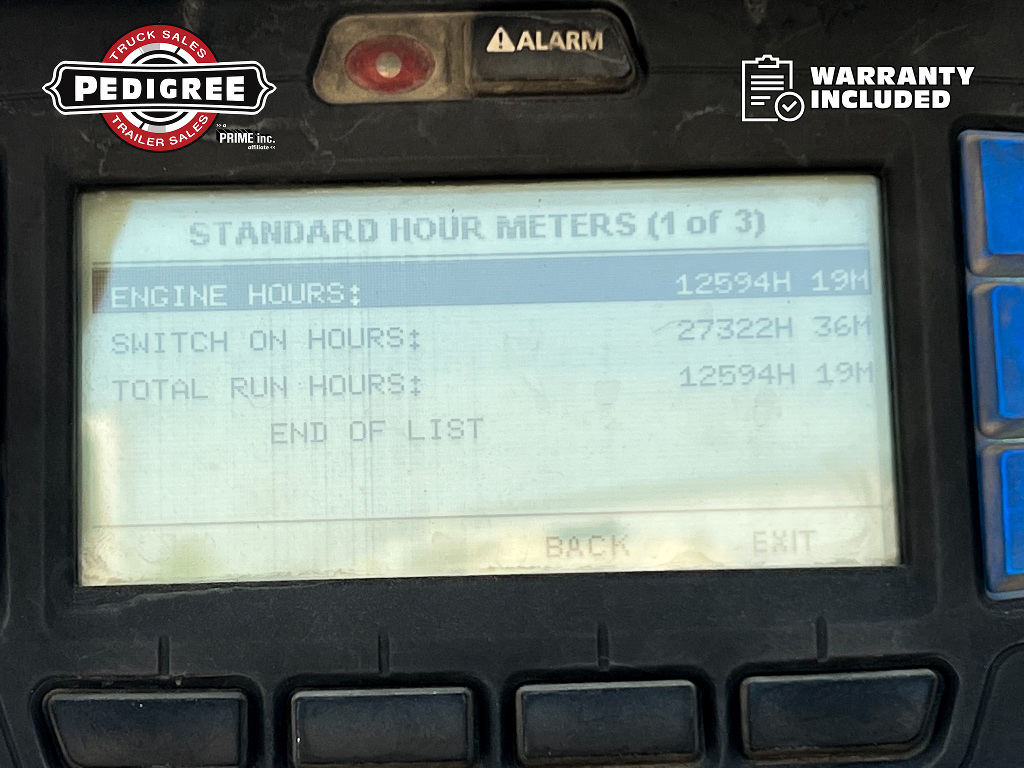 TRUCK SALES
PEDIGREE
TRAILER SALES
>> a
PRIME inc.
affiliate <<
ALARM
WARRANTY
INCLUDED
STANDARD HOUR METERS (1 of 3)
ENGINE HOURS: 12594H 19M
SWITCH ON HOURS: 27322H 36M
TOTAL RUN HOURS: 12594H 19M
END OF LIST
BACK EXIT